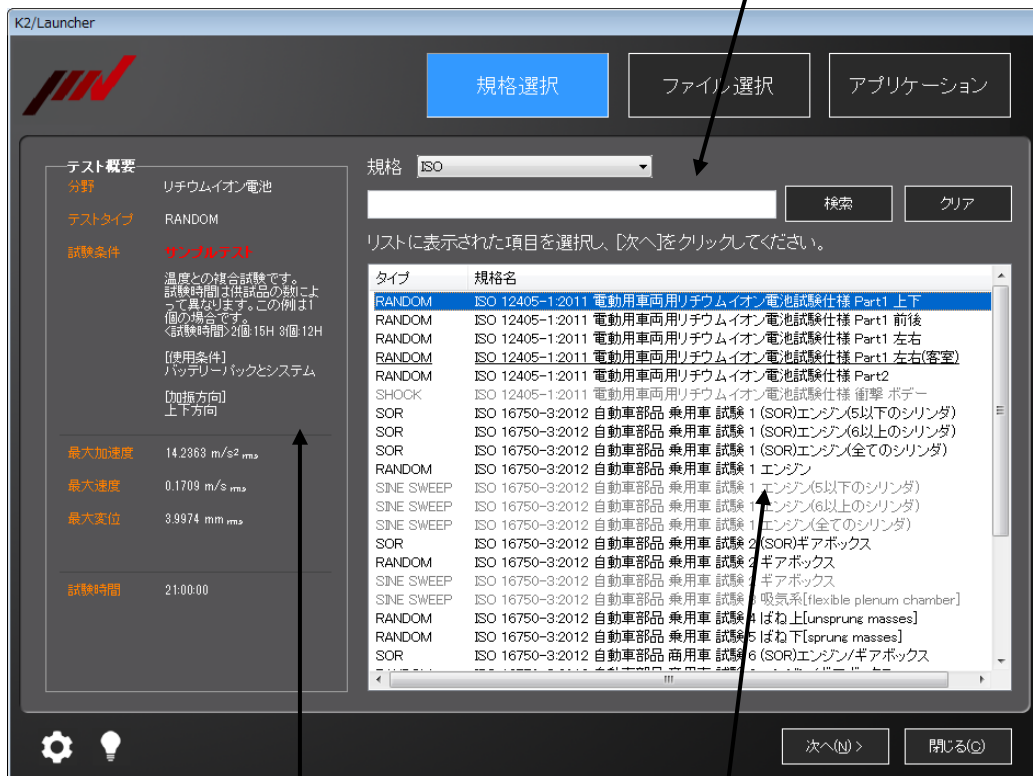 K2/Launcher
規格選択
ファイル選択
アプリケーション
テスト概要
分野 リチウムイオン電池
テストタイプ RANDOM
試験条件 サンプルテスト
温度との複合試験です。
試験時間は供試品の数によ
って異なります。この例は1
個の場合です。
<試験時間>2個:15H 3個:12H
[使用条件]
バッテリーパックとシステム
[加振方向]
上下方向
最大加速度 14.2363 m/s² rms
最大速度 0.1709 m/s rms
最大変位 3.9974 mm rms
試験時間 21:00:00
規格 ISO
検索
クリア
リストに表示された項目を選択し、[次へ]をクリックしてください。
タイプ 規格名
RANDOM ISO 12405-1:2011 電動用車両用リチウムイオン電池試験仕様 Part1 上下
RANDOM ISO 12405-1:2011 電動用車両用リチウムイオン電池試験仕様 Part1 前後
RANDOM ISO 12405-1:2011 電動用車両用リチウムイオン電池試験仕様 Part1 左右
RANDOM ISO 12405-1:2011 電動用車両用リチウムイオン電池試験仕様 Part1 左右(客室)
RANDOM ISO 12405-1:2011 電動用車両用リチウムイオン電池試験仕様 Part2
SHOCK ISO 12405-1:2011 電動用車両用リチウムイオン電池試験仕様 衝撃 ボデー
SOR ISO 16750-3:2012 自動車部品 乗用車 試験 1 (SOR)エンジン(5以下のシリンダ)
SOR ISO 16750-3:2012 自動車部品 乗用車 試験 1 (SOR)エンジン(6以上のシリンダ)
SOR ISO 16750-3:2012 自動車部品 乗用車 試験 1 (SOR)エンジン(全てのシリンダ)
RANDOM ISO 16750-3:2012 自動車部品 乗用車 試験 1 エンジン
SINE SWEEP ISO 16750-3:2012 自動車部品 乗用車 試験 1 エンジン(5以下のシリンダ)
SINE SWEEP ISO 16750-3:2012 自動車部品 乗用車 試験 1 エンジン(6以上のシリンダ)
SINE SWEEP ISO 16750-3:2012 自動車部品 乗用車 試験 1 エンジン(全てのシリンダ)
SOR ISO 16750-3:2012 自動車部品 乗用車 試験 2 (SOR)ギアボックス
RANDOM ISO 16750-3:2012 自動車部品 乗用車 試験 2 ギアボックス
SINE SWEEP ISO 16750-3:2012 自動車部品 乗用車 試験 2 ギアボックス
SINE SWEEP ISO 16750-3:2012 自動車部品 乗用車 試験 3 吸気系[flexible plenum chamber]
RANDOM ISO 16750-3:2012 自動車部品 乗用車 試験 4 ばね上[unsprung masses]
RANDOM ISO 16750-3:2012 自動車部品 乗用車 試験 5 ばね下[sprung masses]
SOR ISO 16750-3:2012 自動車部品 商用車 試験 6 (SOR)エンジン/ギアボックス
次へ(N) >
閉じる(C)